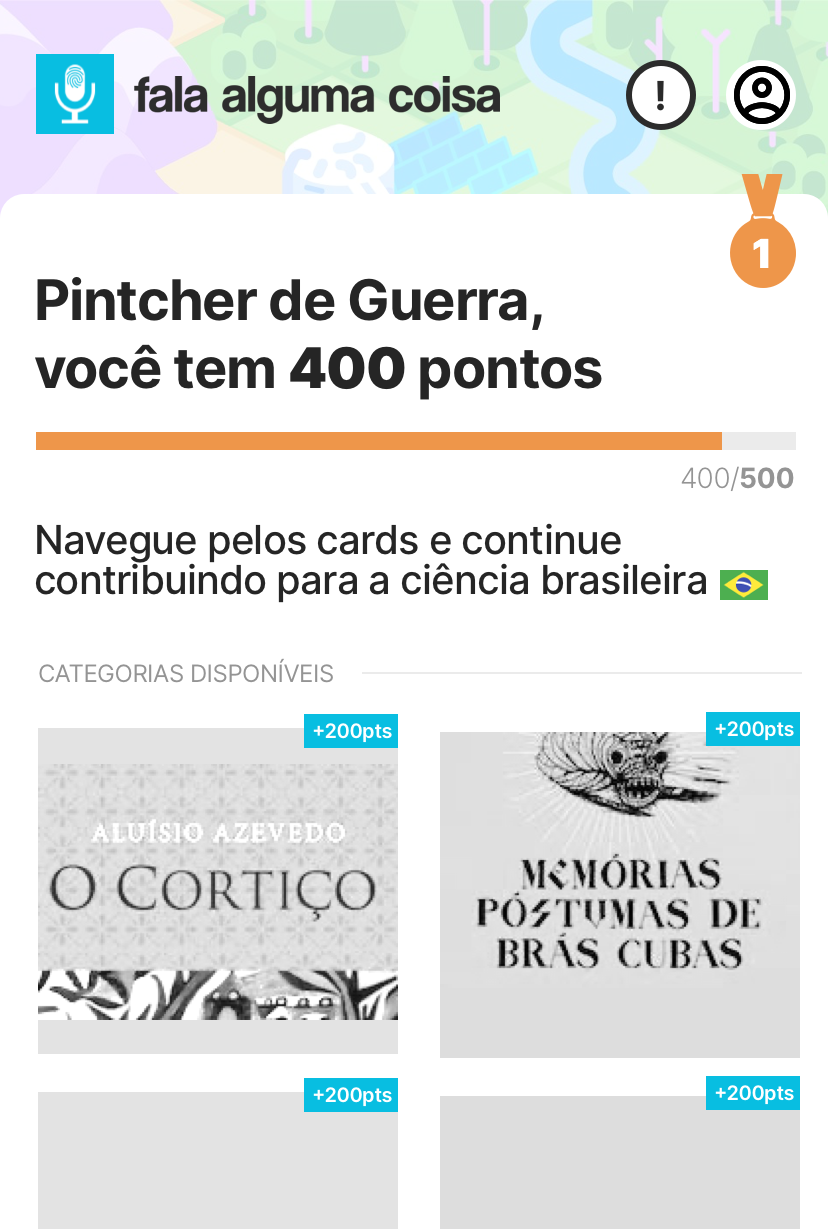 fala alguma coisa
!
1
Pintcher de Guerra,
você tem 400 pontos
400/500
Navegue pelos cards e continue
contribuindo para a ciência brasileira
CATEGORIAS DISPONÍVEIS
+200pts
ALUÍSIO AZEVEDO
O CORTIÇO
+200pts
MEMÓRIAS
PÓSTUMAS DE
BRÁS CUBAS
+200pts
+200pts